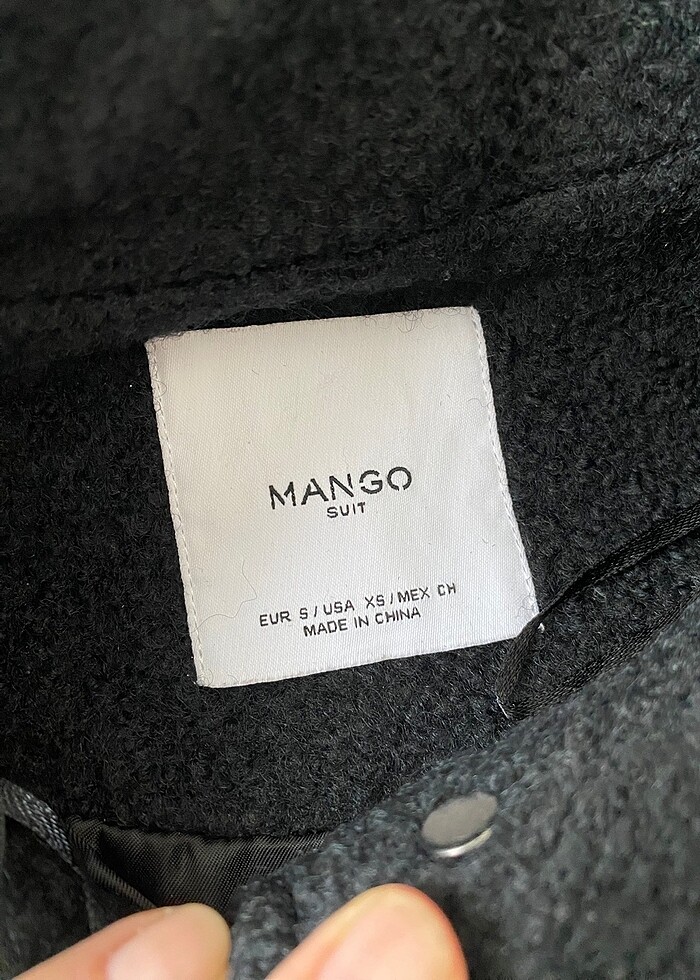 MANGO
SUIT
EUR S / USA XS / MEX CH
MADE IN CHINA